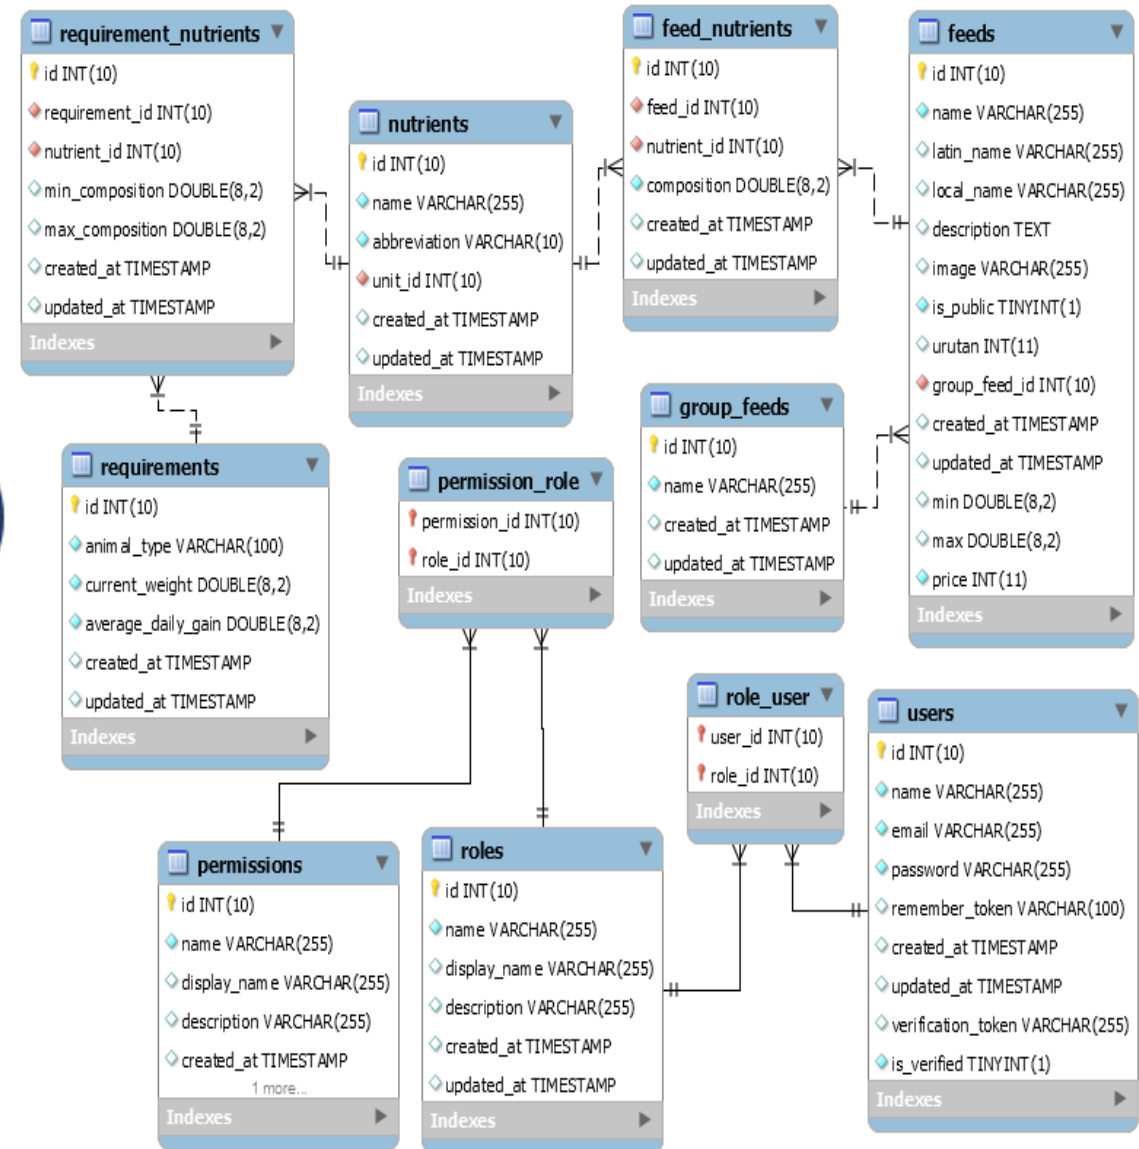 requirement_nutrients
id INT(10)
requirement_id INT(10)
nutrient_id INT(10)
min_composition DOUBLE(8,2)
max_composition DOUBLE(8,2)
created_at TIMESTAMP
updated_at TIMESTAMP
Indexes
nutrients
id INT(10)
name VARCHAR(255)
abbreviation VARCHAR(10)
unit_id INT(10)
created_at TIMESTAMP
updated_at TIMESTAMP
Indexes
feed_nutrients
id INT(10)
feed_id INT(10)
nutrient_id INT(10)
composition DOUBLE(8,2)
created_at TIMESTAMP
updated_at TIMESTAMP
Indexes
feeds
id INT(10)
name VARCHAR(255)
latin_name VARCHAR(255)
local_name VARCHAR(255)
description TEXT
image VARCHAR(255)
is_public TINYINT(1)
urutan INT(11)
group_feed_id INT(10)
created_at TIMESTAMP
updated_at TIMESTAMP
min DOUBLE(8,2)
max DOUBLE(8,2)
price INT(11)
Indexes
group_feeds
id INT(10)
name VARCHAR(255)
created_at TIMESTAMP
updated_at TIMESTAMP
Indexes
requirements
id INT(10)
animal_type VARCHAR(100)
current_weight DOUBLE(8,2)
average_daily_gain DOUBLE(8,2)
created_at TIMESTAMP
updated_at TIMESTAMP
Indexes
permission_role
permission_id INT(10)
role_id INT(10)
Indexes
role_user
user_id INT(10)
role_id INT(10)
Indexes
users
id INT(10)
name VARCHAR(255)
email VARCHAR(255)
password VARCHAR(255)
remember_token VARCHAR(100)
created_at TIMESTAMP
updated_at TIMESTAMP
verification_token VARCHAR(255)
is_verified TINYINT(1)
Indexes
permissions
id INT(10)
name VARCHAR(255)
display_name VARCHAR(255)
description VARCHAR(255)
created_at TIMESTAMP
1 more...
Indexes
roles
id INT(10)
name VARCHAR(255)
display_name VARCHAR(255)
description VARCHAR(255)
created_at TIMESTAMP
updated_at TIMESTAMP
Indexes